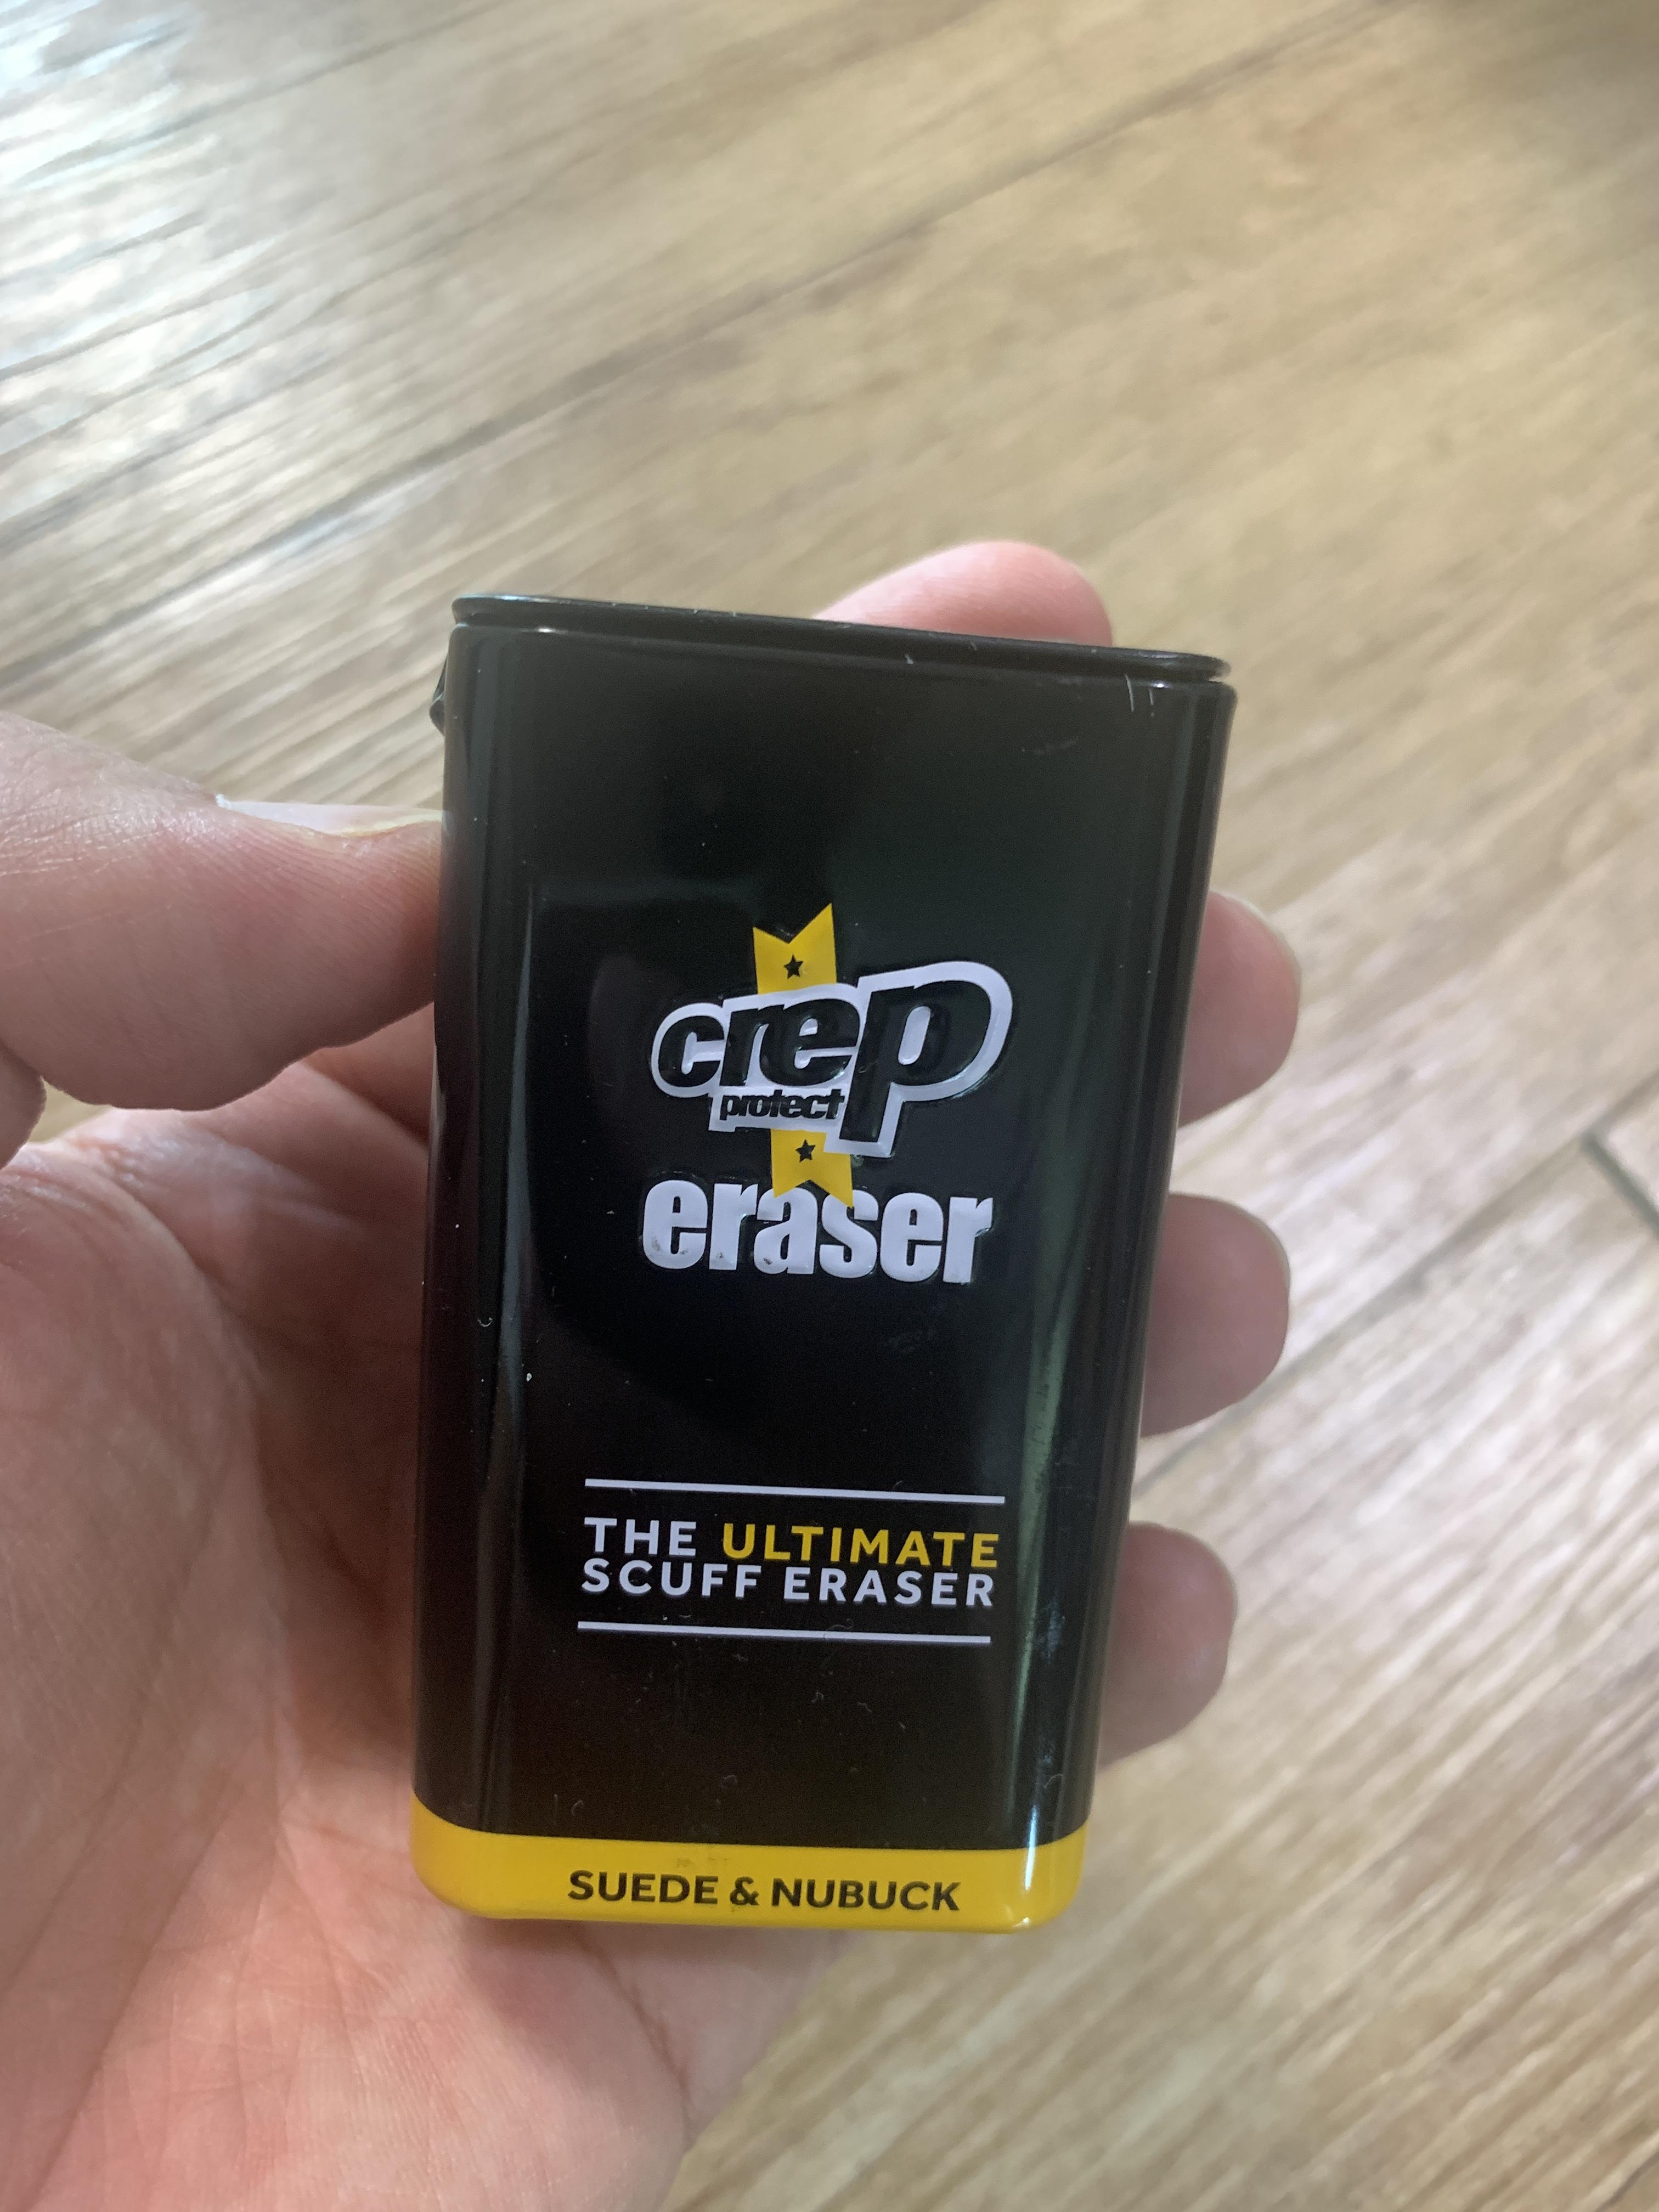 crep
protect
eraser
THE ULTIMATE
SCUFF ERASER
SUEDE & NUBUCK